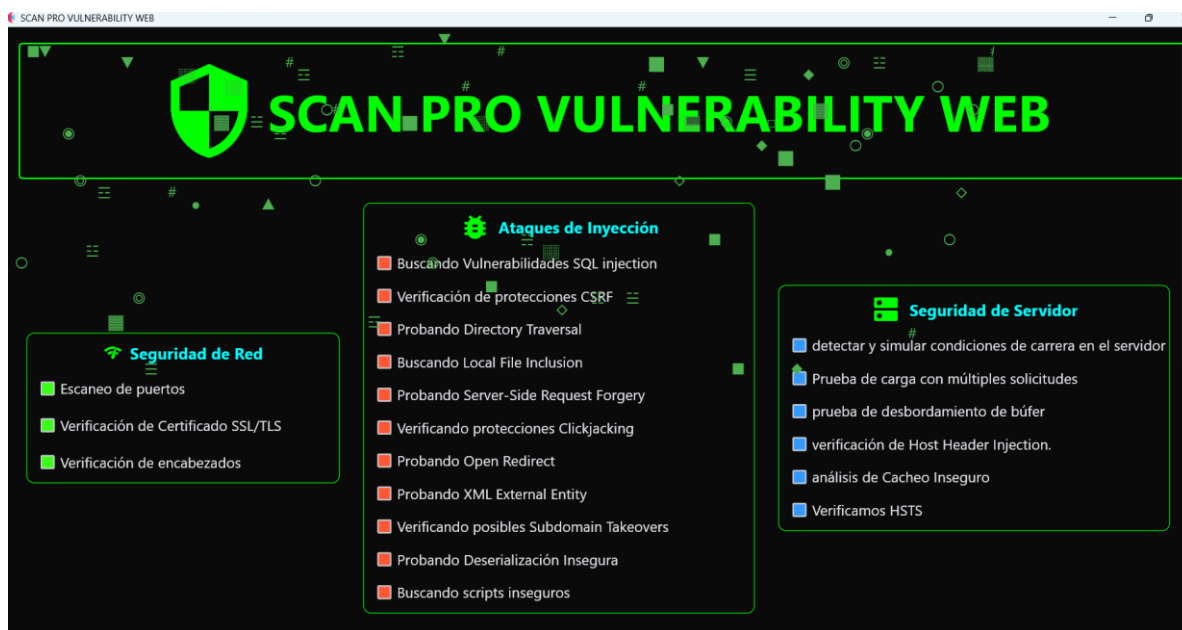 SCAN PRO VULNERABILITY WEB
SCAN PRO VULNERABILITY WEB
Seguridad de Red
Escaneo de puertos
Verificación de Certificado SSL/TLS
Verificación de encabezados
Ataques de Inyección
Buscando Vulnerabilidades SQL injection
Verificación de protecciones CSRF
Probando Directory Traversal
Buscando Local File Inclusion
Probando Server-Side Request Forgery
Verificando protecciones Clickjacking
Probando Open Redirect
Probando XML External Entity
Verificando posibles Subdomain Takeovers
Probando Deserialización Insegura
Buscando scripts inseguros
Seguridad de Servidor
detectar y simular condiciones de carrera en el servidor
Prueba de carga con múltiples solicitudes
prueba de desbordamiento de búfer
verificación de Host Header Injection.
análisis de Cacheo Inseguro
Verificamos HSTS